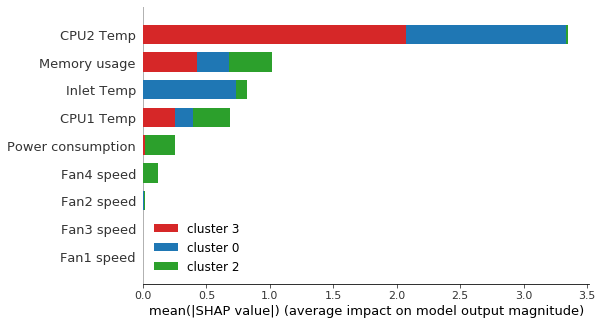 CPU2 Temp
Memory usage
Inlet Temp
CPU1 Temp
Power consumption
Fan4 speed
Fan2 speed
Fan3 speed
Fan1 speed
cluster 3
cluster 0
cluster 2
0.0 0.5 1.0 1.5 2.0 2.5 3.0 3.5
mean(|SHAP value|) (average impact on model output magnitude)